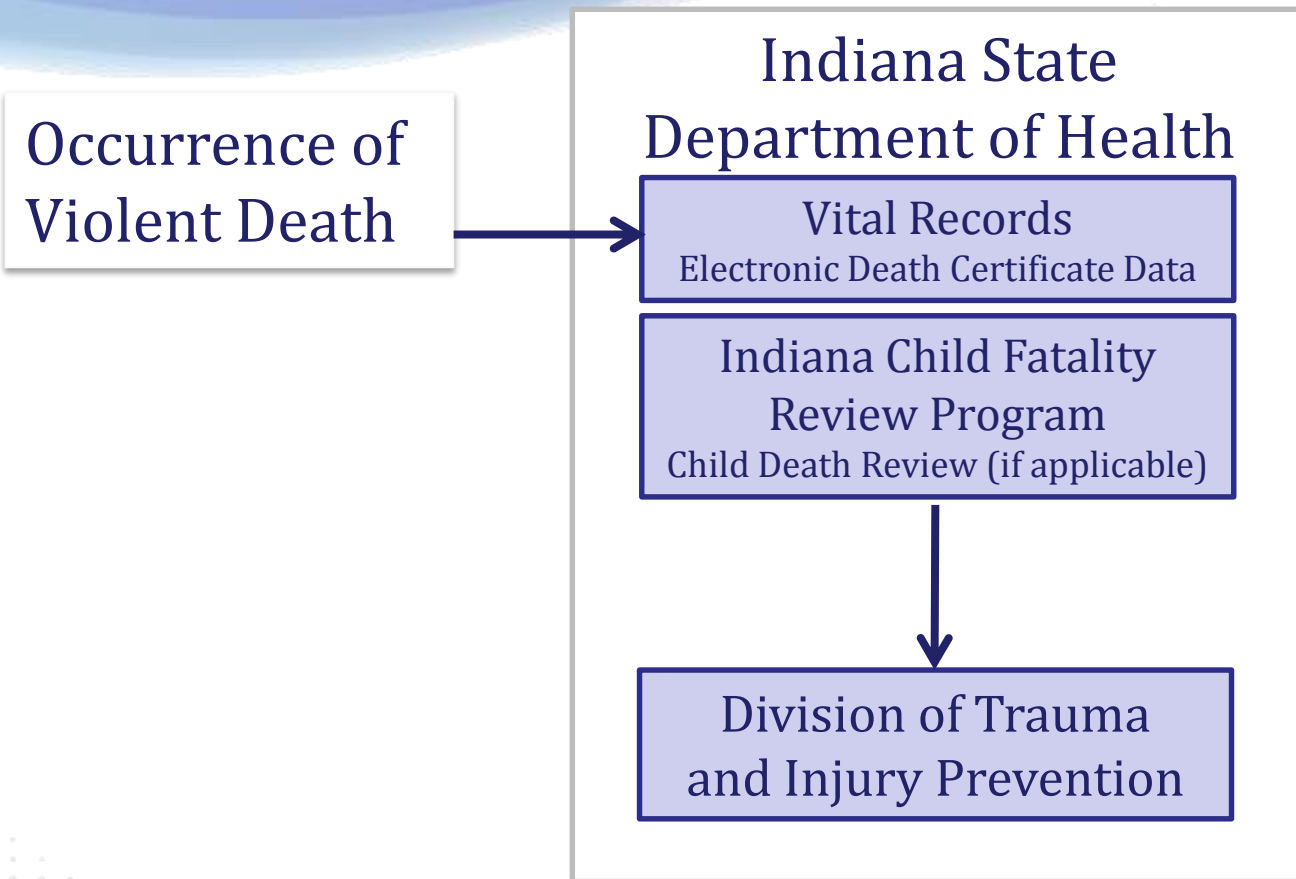 Indiana State
Department of Health
Occurrence of
Violent Death
Vital Records
Electronic Death Certificate Data
Indiana Child Fatality
Review Program
Child Death Review (if applicable)
Division of Trauma
and Injury Prevention